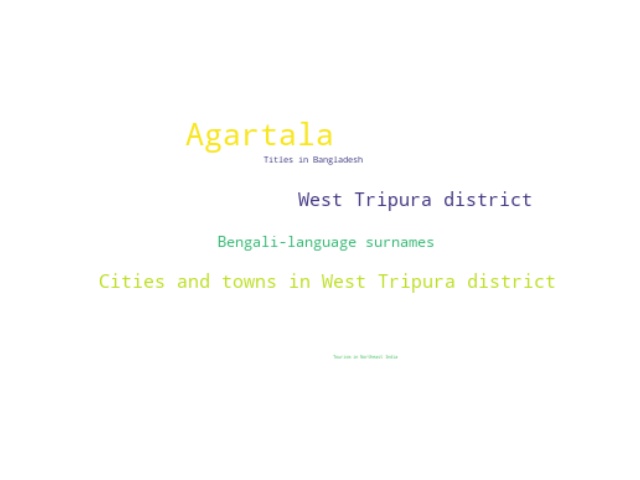 Agartala
Titles in Bangladesh
West Tripura district
Bengali-language surnames
Cities and towns in West Tripura district
Tourism in Northeast India